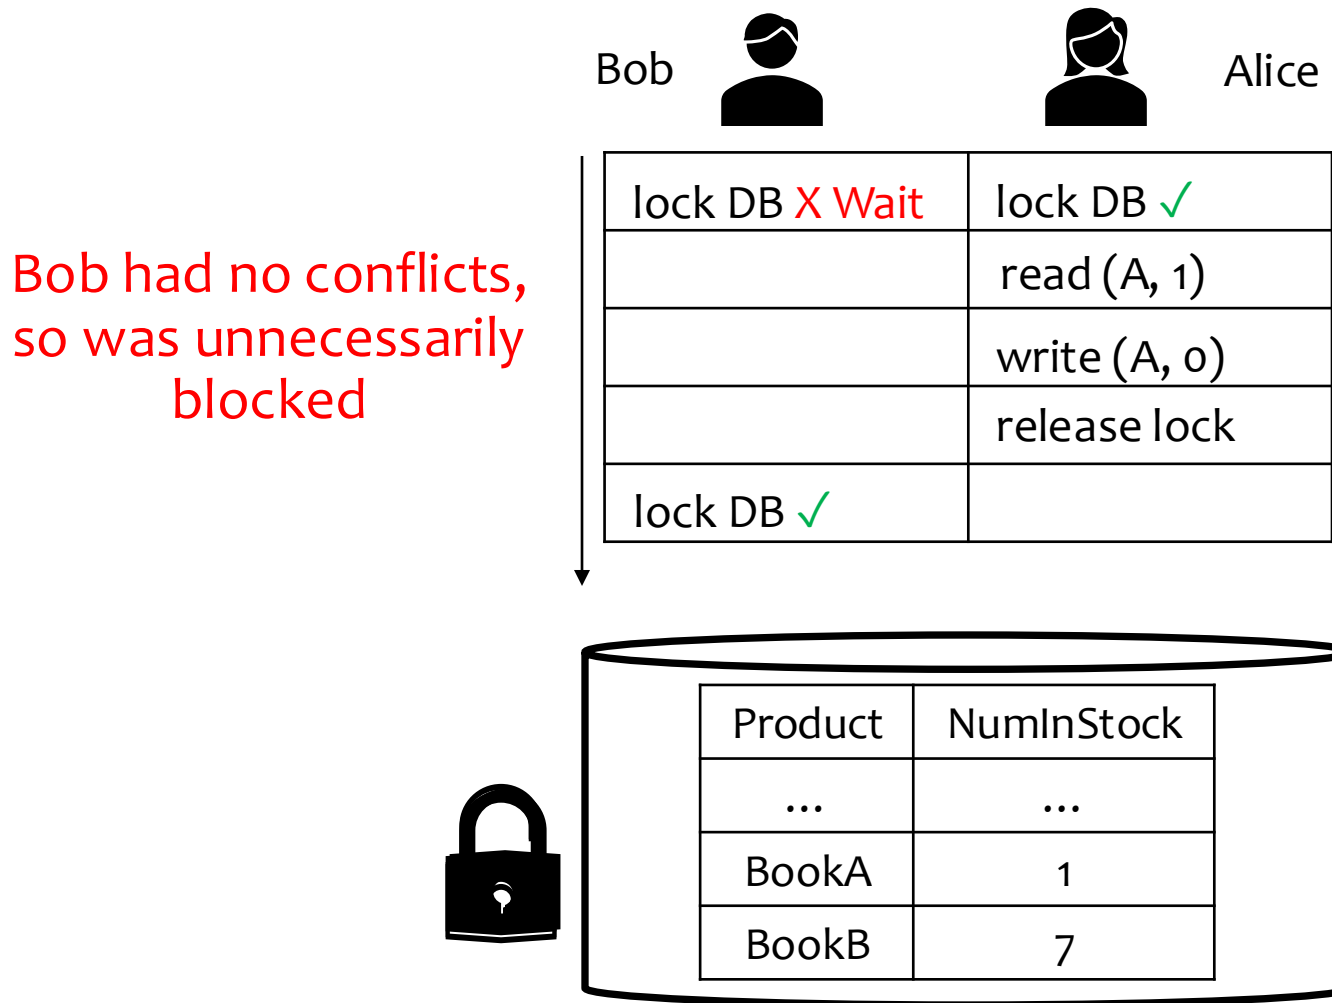 Bob
Alice
lock DB X Wait
lock DB ✓
read (A, 1)
write (A, 0)
release lock
lock DB ✓
Bob had no conflicts,
so was unnecessarily
blocked
Product
NumInStock
...
...
BookA
1
BookB
7